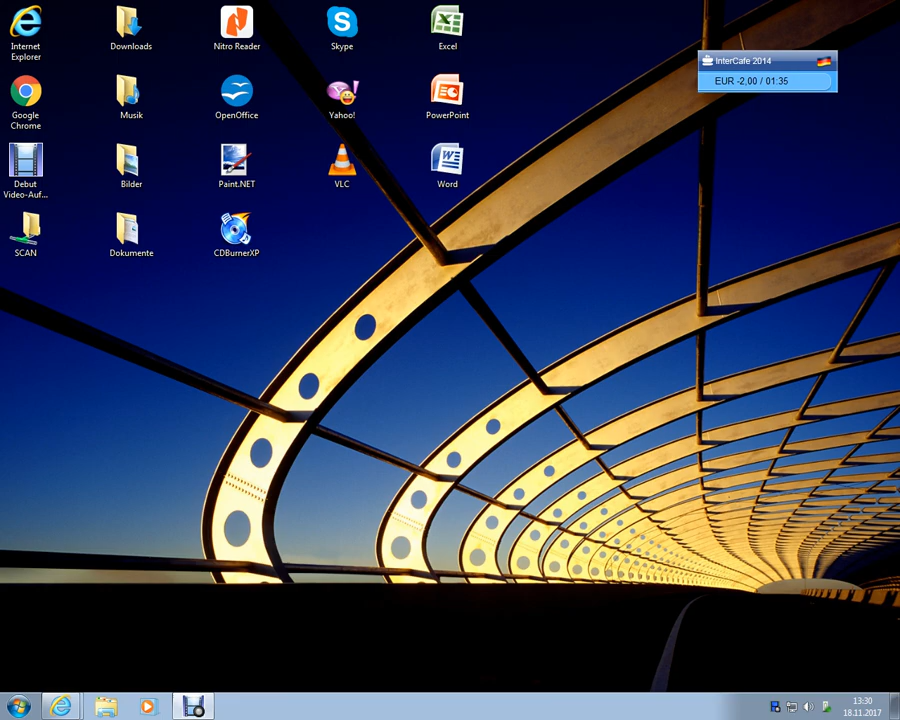 Internet
Explorer
Downloads
Nitro Reader
Skype
Excel
InterCafe 2014
EUR -2,00 / 01:35
Google
Chrome
Musik
OpenOffice
Yahoo!
PowerPoint
Debut
Video-Auf...
Bilder
Paint.NET
VLC
Word
SCAN
Dokumente
CDBurnerXP
13:30
18.11.2017